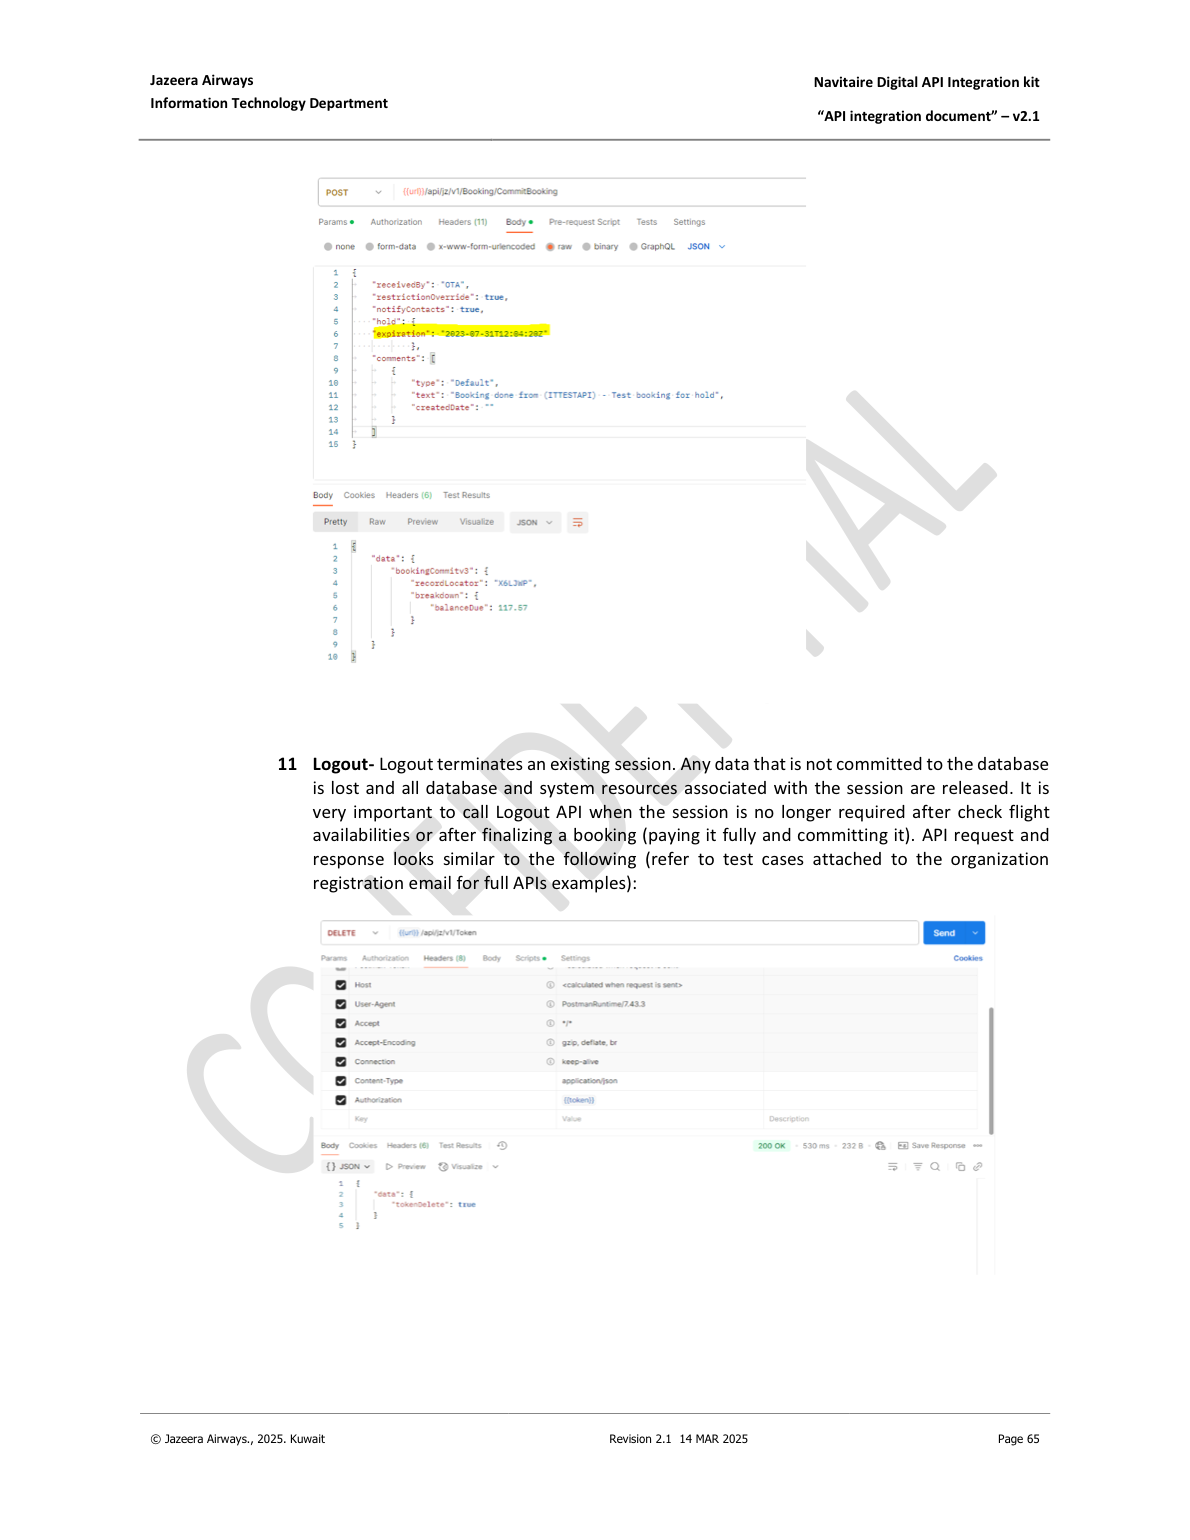 Jazeera Airways
Information Technology Department
Navitaire Digital API Integration kit
“API integration document” – v2.1
POST {{url}}/api/jz/v1/Booking/CommitBooking
Params Authorization Headers (11) Body Pre-request Script Tests Settings
none form-data x-www-form-urlencoded raw binary GraphQL JSON
1 {
2 "receivedBy": "OTA",
3 "restrictionOverride": true,
4 "notifyContacts": true,
5 "hold": {
6 "expiration": "2023-07-31T12:04:20Z"
7 },
8 "comments": [
9 {
10 "type": "Default",
11 "text": "Booking done from (ITTESTAPI) - Test booking for hold",
12 "createdDate": ""
13 }
14 ]
15 }
Body Cookies Headers (6) Test Results
Pretty Raw Preview Visualize JSON
1 {
2 "data": {
3 "bookingCommitv3": {
4 "recordLocator": "X6LJWP",
5 "breakdown": {
6 "balanceDue": 117.57
7 }
8 }
9 }
10 }
11 Logout- Logout terminates an existing session. Any data that is not committed to the database
is lost and all database and system resources associated with the session are released. It is
very important to call Logout API when the session is no longer required after check flight
availabilities or after finalizing a booking (paying it fully and committing it). API request and
response looks similar to the following (refer to test cases attached to the organization
registration email for full APIs examples):
DELETE {{url}} /api/jz/v1/Token Send
Params Authorization Headers (8) Body Scripts Settings Cookies
Host <calculated when request is sent>
User-Agent PostmanRuntime/7.43.3
Accept */*
Accept-Encoding gzip, deflate, br
Connection keep-alive
Content-Type application/json
Authorization {{token}}
Key Value Description
Body Cookies Headers (6) Test Results 200 OK · 530 ms · 232 B Save Response
{} JSON Preview Visualize
1 {
2 "data": {
3 "tokenDelete": true
4 }
5 }
© Jazeera Airways., 2025. Kuwait
Revision 2.1 14 MAR 2025
Page 65